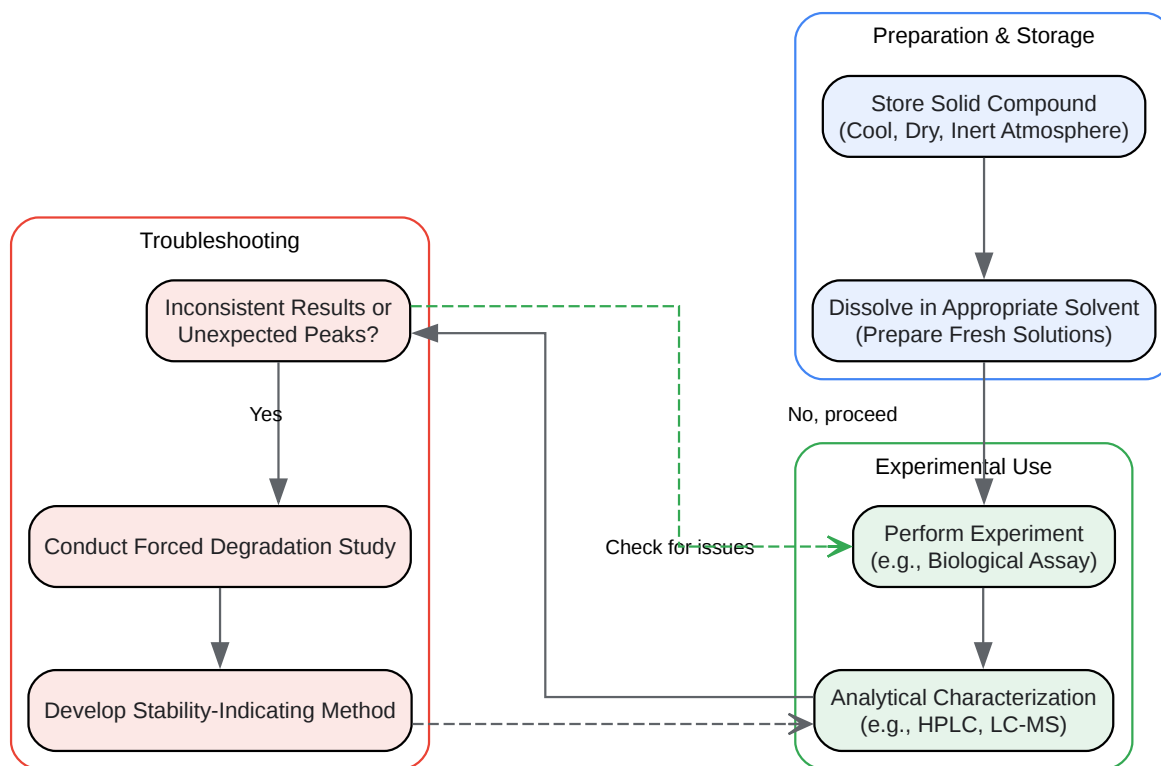 Preparation & Storage
Store Solid Compound
(Cool, Dry, Inert Atmosphere)
Troubleshooting
Inconsistent Results or
Unexpected Peaks?
Dissolve in Appropriate Solvent
(Prepare Fresh Solutions)
Yes
No, proceed
Experimental Use
Conduct Forced Degradation Study
Check for issues
Perform Experiment
(e.g., Biological Assay)
Develop Stability-Indicating Method
Analytical Characterization
(e.g., HPLC, LC-MS)